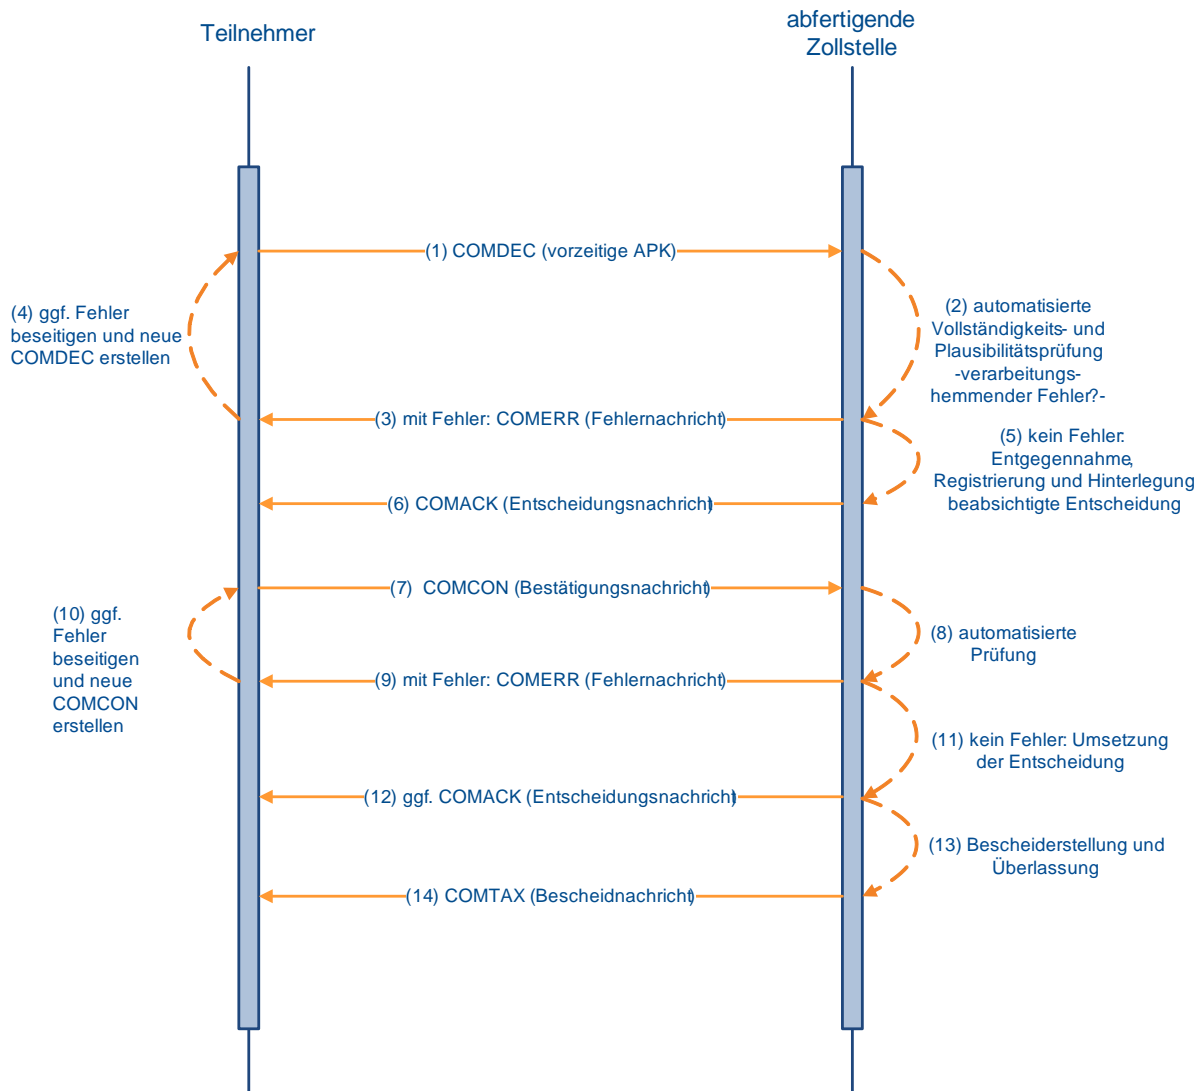 Teilnehmer
abfertigende
Zollstelle
(1) COMDEC (vorzeitige APK)
(2) automatisierte
Vollständigkeits- und
Plausibilitätsprüfung
-verarbeitungs-
hemmender Fehler?-
(3) mit Fehler: COMERR (Fehlernachricht)
(4) ggf. Fehler
beseitigen und neue
COMDEC erstellen
(5) kein Fehler:
Entgegennahme,
Registrierung und Hinterlegung
beabsichtigte Entscheidung
(6) COMACK (Entscheidungsnachricht)
(7) COMCON (Bestätigungsnachricht)
(8) automatisierte
Prüfung
(9) mit Fehler: COMERR (Fehlernachricht)
(10) ggf.
Fehler
beseitigen
und neue
COMCON
erstellen
(11) kein Fehler: Umsetzung
der Entscheidung
(12) ggf. COMACK (Entscheidungsnachricht)
(13) Bescheiderstellung und
Überlassung
(14) COMTAX (Bescheidnachricht)